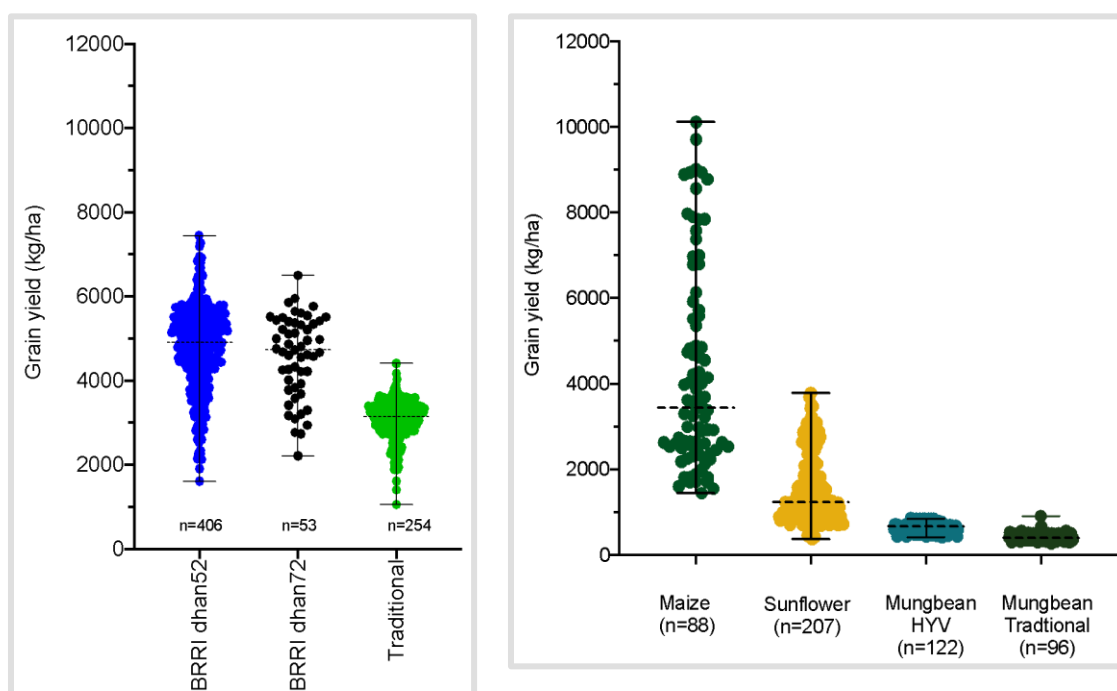 12000
10000
8000
6000
4000
2000
0
Grain yield (kg/ha)
n=406
n=53
n=254
BRRI dhan52
BRRI dhan72
Traditional
12000
10000
8000
6000
4000
2000
0
Grain yield (kg/ha)
Maize
(n=88)
Sunflower
(n=207)
Mungbean
HYV
(n=122)
Mungbean
Tradtional
(n=96)